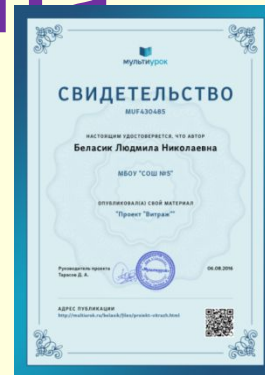 мультиурок
СВИДЕТЕЛЬСТВО
MUF430485
НАСТОЯЩИМ УДОСТОВЕРЯЕТСЯ, ЧТО АВТОР
Беласик Людмила Николаевна
МБОУ "СОШ №5"
ОПУБЛИКОВАЛ(А) СВОЙ МАТЕРИАЛ
"Проект "Витраж""
Руководитель проекта
Тарасов Д. А.
06.08.2016
АДРЕС ПУБЛИКАЦИИ